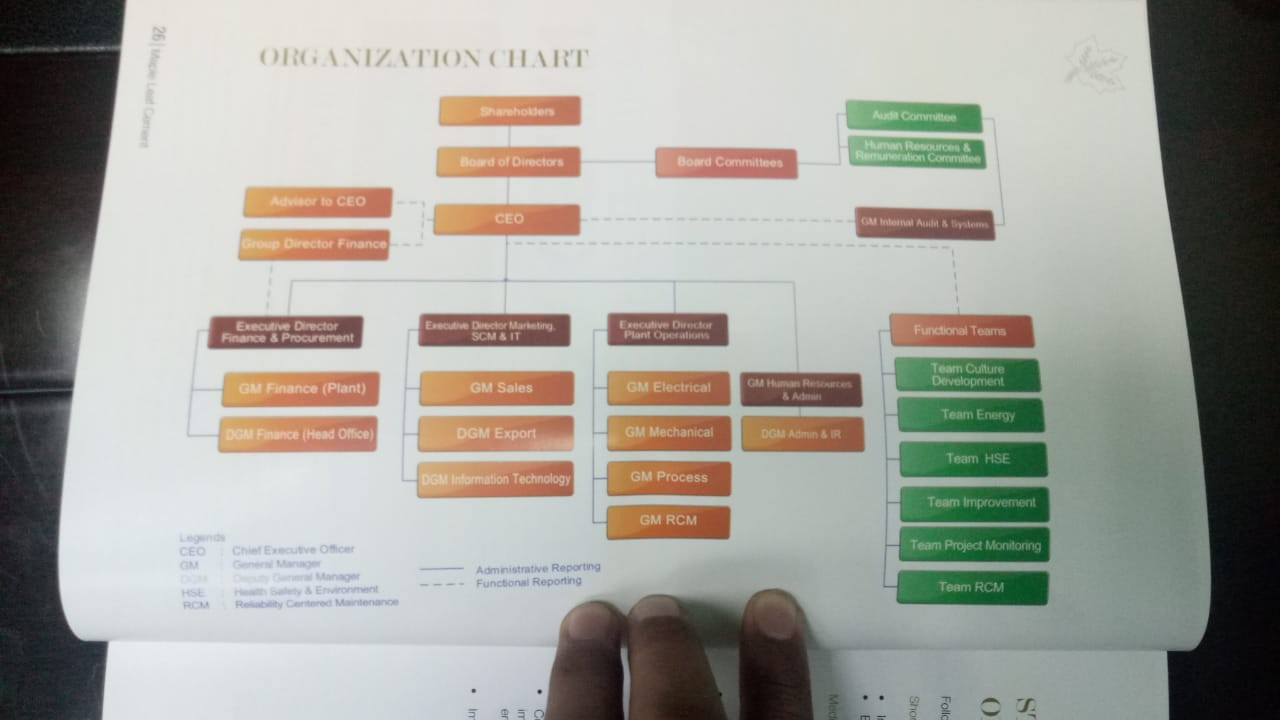 ORGANIZATION CHART
26 | Maple Leaf Cement
Shareholders
Board of Directors
Board Committees
Audit Committee
Human Resources &
Remuneration Committee
Advisor to CEO
Group Director Finance
CEO
GM Internal Audit & Systems
Executive Director
Finance & Procurement
GM Finance (Plant)
DGM Finance (Head Office)
Executive Director Marketing,
SCM & IT
GM Sales
DGM Export
DGM Information Technology
Executive Director
Plant Operations
GM Electrical
GM Mechanical
GM Process
GM RCM
GM Human Resources
& Admin
DGM Admin & IR
Functional Teams
Team Culture
Development
Team Energy
Team HSE
Team Improvement
Team Project Monitoring
Team RCM
Legends
CEO : Chief Executive Officer
GM : General Manager
DGM : Deputy General Manager
HSE : Health Safety & Environment
RCM : Reliability Centered Maintenance
Administrative Reporting
Functional Reporting